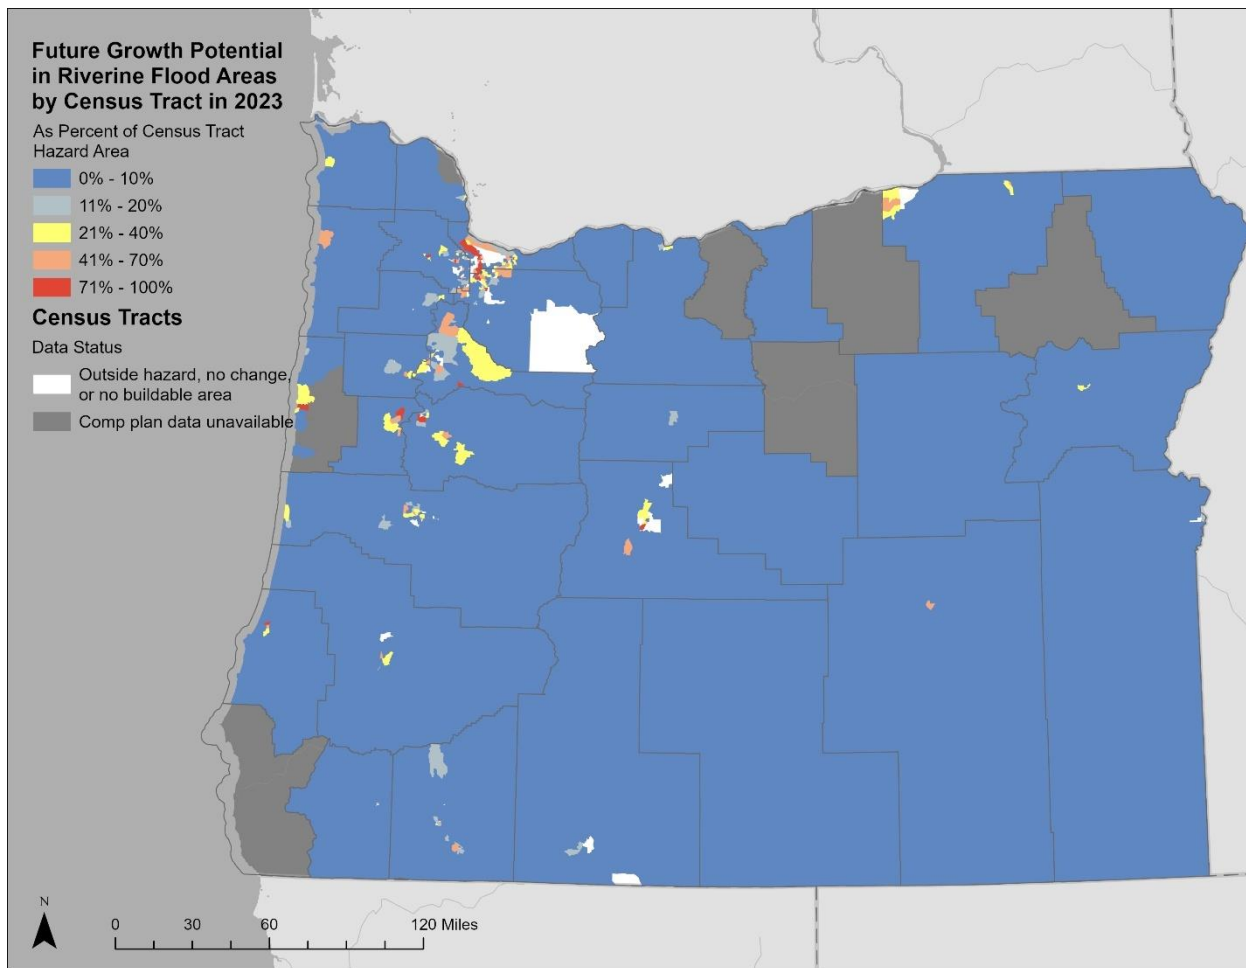 Future Growth Potential
in Riverine Flood Areas
by Census Tract in 2023
As Percent of Census Tract
Hazard Area
0% - 10%
11% - 20%
21% - 40%
41% - 70%
71% - 100%
Census Tracts
Data Status
Outside hazard, no change,
or no buildable area
Comp plan data unavailable
N
0 30 60 120 Miles